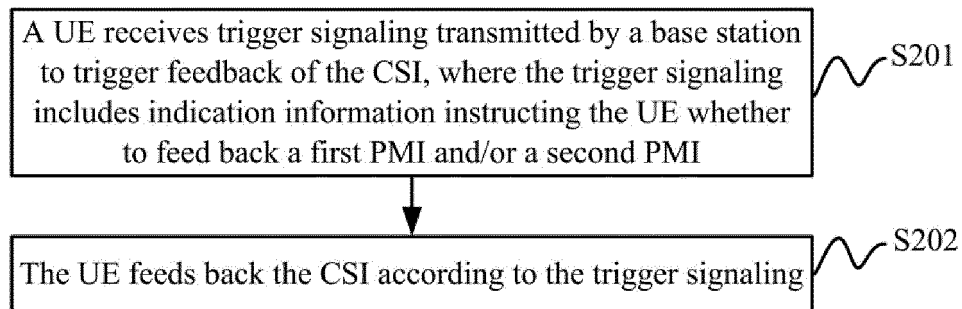 A UE receives trigger signaling transmitted by a base station
to trigger feedback of the CSI, where the trigger signaling
includes indication information instructing the UE whether
to feed back a first PMI and/or a second PMI
S201
The UE feeds back the CSI according to the trigger signaling
S202